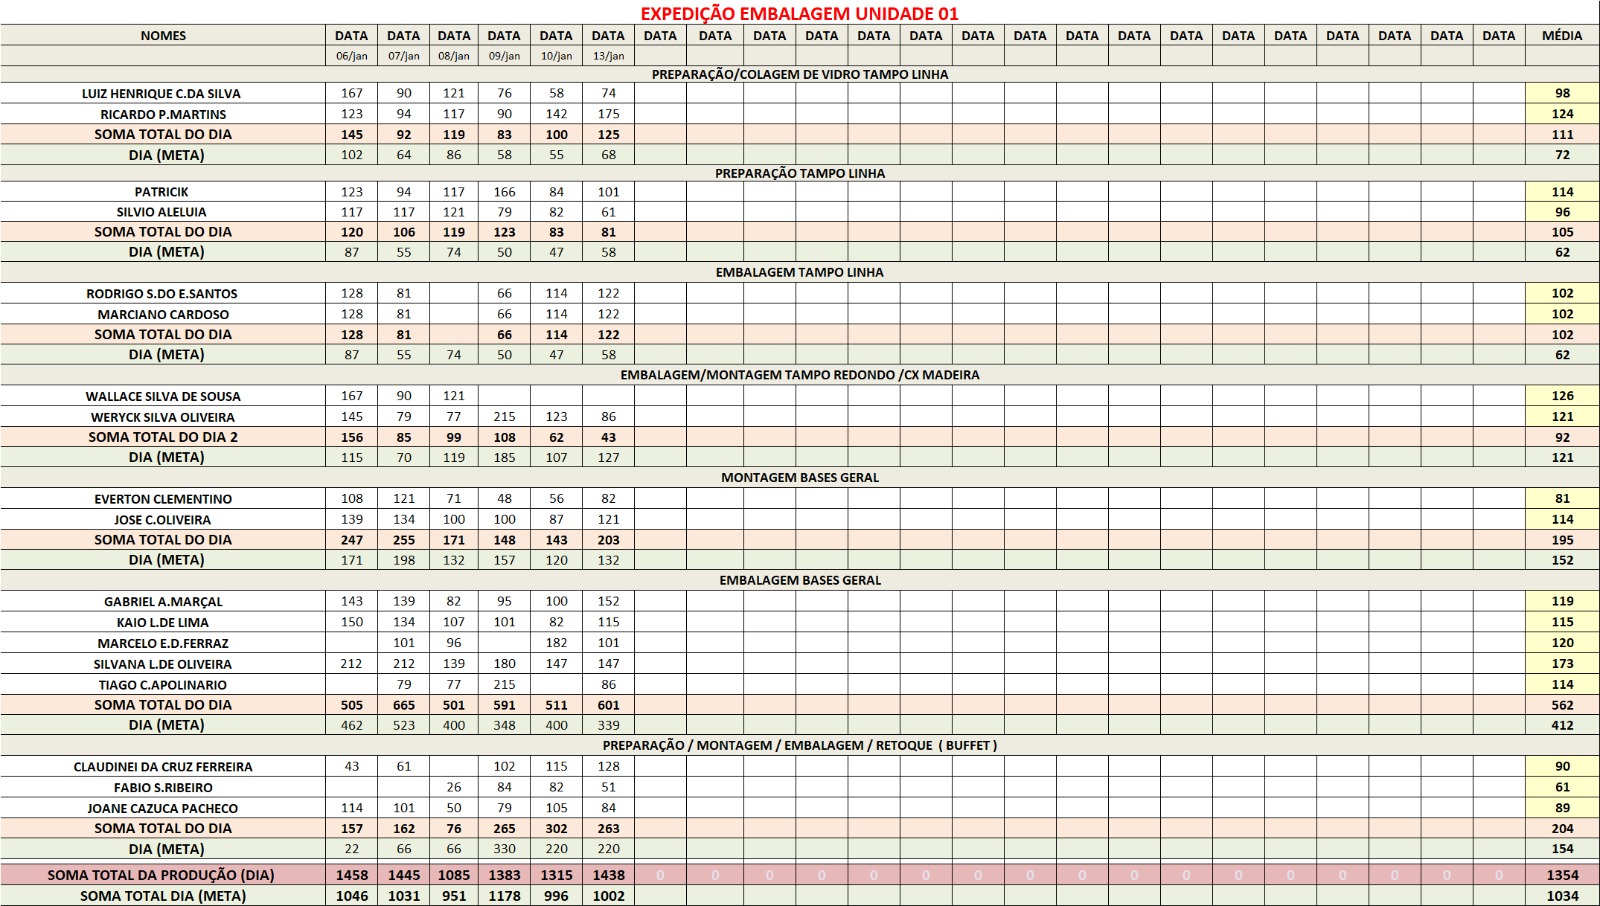 EXPEDIÇÃO EMBALAGEM UNIDADE 01
NOMES DATA DATA DATA DATA DATA DATA DATA DATA DATA DATA DATA DATA DATA DATA DATA DATA DATA DATA DATA DATA DATA DATA DATA MÉDIA
06/jan 07/jan 08/jan 09/jan 10/jan 13/jan
PREPARAÇÃO/COLAGEM DE VIDRO TAMPO LINHA
LUIZ HENRIQUE C.DA SILVA 167 90 121 76 58 74 98
RICARDO P.MARTINS 123 94 117 90 142 175 124
SOMA TOTAL DO DIA 145 92 119 83 100 125 111
DIA (META) 102 64 86 58 55 68 72
PREPARAÇÃO TAMPO LINHA
PATRICIK 123 94 117 166 84 101 114
SILVIO ALELUIA 117 117 121 79 82 61 96
SOMA TOTAL DO DIA 120 106 119 123 83 81 105
DIA (META) 87 55 74 50 47 58 62
EMBALAGEM TAMPO LINHA
RODRIGO S.DO E.SANTOS 128 81 66 114 122 102
MARCIANO CARDOSO 128 81 66 114 122 102
SOMA TOTAL DO DIA 128 81 66 114 122 102
DIA (META) 87 55 74 50 47 58 62
EMBALAGEM/MONTAGEM TAMPO REDONDO /CX MADEIRA
WALLACE SILVA DE SOUSA 167 90 121 126
WERYCK SILVA OLIVEIRA 145 79 77 215 123 86 121
SOMA TOTAL DO DIA 2 156 85 99 108 62 43 92
DIA (META) 115 70 119 185 107 127 121
MONTAGEM BASES GERAL
EVERTON CLEMENTINO 108 121 71 48 56 82 81
JOSE C.OLIVEIRA 139 134 100 100 87 121 114
SOMA TOTAL DO DIA 247 255 171 148 143 203 195
DIA (META) 171 198 132 157 120 132 152
EMBALAGEM BASES GERAL
GABRIEL A.MARÇAL 143 139 82 95 100 152 119
KAIO L.DE LIMA 150 134 107 101 82 115 115
MARCELO E.D.FERRAZ 101 96 182 101 120
SILVANA L.DE OLIVEIRA 212 212 139 180 147 147 173
TIAGO C.APOLINARIO 79 77 215 86 114
SOMA TOTAL DO DIA 505 665 501 591 511 601 562
DIA (META) 462 523 400 348 400 339 412
PREPARAÇÃO / MONTAGEM / EMBALAGEM / RETOQUE ( BUFFET )
CLAUDINEI DA CRUZ FERREIRA 43 61 102 115 128 90
FABIO S.RIBEIRO 26 84 82 51 61
JOANE CAZUCA PACHECO 114 101 50 79 105 84 89
SOMA TOTAL DO DIA 157 162 76 265 302 263 204
DIA (META) 22 66 66 330 220 220 154
SOMA TOTAL DA PRODUÇÃO (DIA) 1458 1445 1085 1383 1315 1438 0 0 0 0 0 0 0 0 0 0 0 0 0 0 0 0 0 1354
SOMA TOTAL DIA (META) 1046 1031 951 1178 996 1002 1034